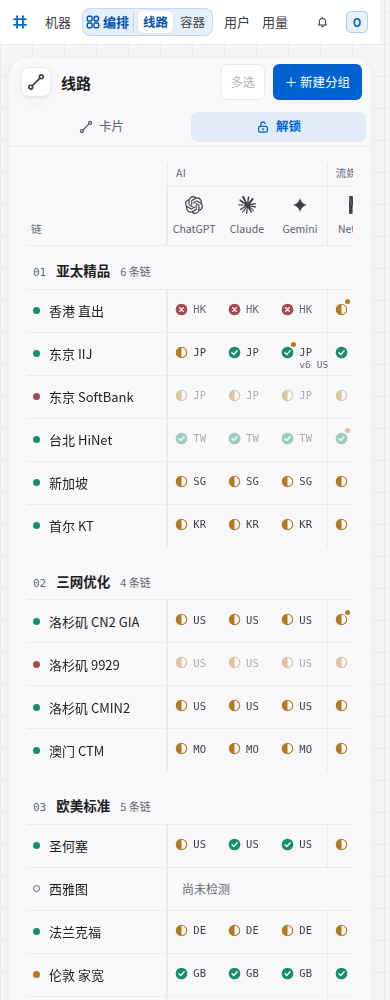 机器 编排 线路 容器 用户 用量 O
线路 多选 + 新建分组
卡片 解锁
AI
链 ChatGPT Claude Gemini
01 亚太精品 6 条链
香港 直出 HK HK HK
东京 IIJ JP JP JP
v6 US
东京 SoftBank JP JP JP
台北 HiNet TW TW TW
新加坡 SG SG SG
首尔 KT KR KR KR
02 三网优化 4 条链
洛杉矶 CN2 GIA US US US
洛杉矶 9929 US US US
洛杉矶 CMIN2 US US US
澳门 CTM MO MO MO
03 欧美标准 5 条链
圣何塞 US US US
西雅图 尚未检测
法兰克福 DE DE DE
伦敦 家宽 GB GB GB